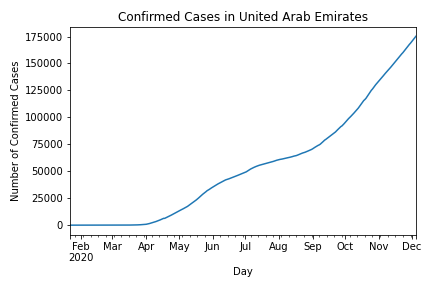 Confirmed Cases in United Arab Emirates
175000
150000
125000
100000
75000
50000
25000
0
Number of Confirmed Cases
Feb Mar Apr May Jun Jul Aug Sep Oct Nov Dec
2020
Day